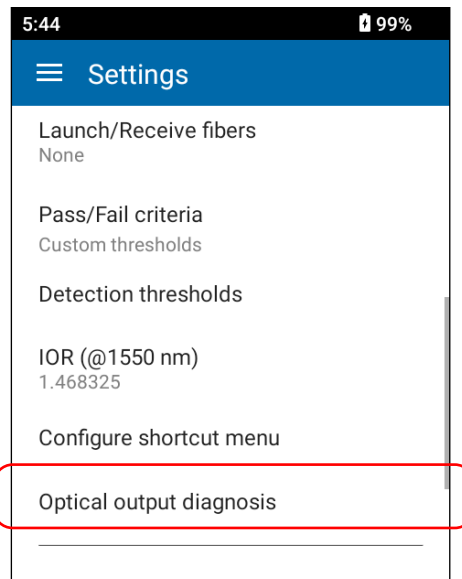 5:44 99%
Settings
Launch/Receive fibers
None
Pass/Fail criteria
Custom thresholds
Detection thresholds
IOR (@1550 nm)
1.468325
Configure shortcut menu
Optical output diagnosis